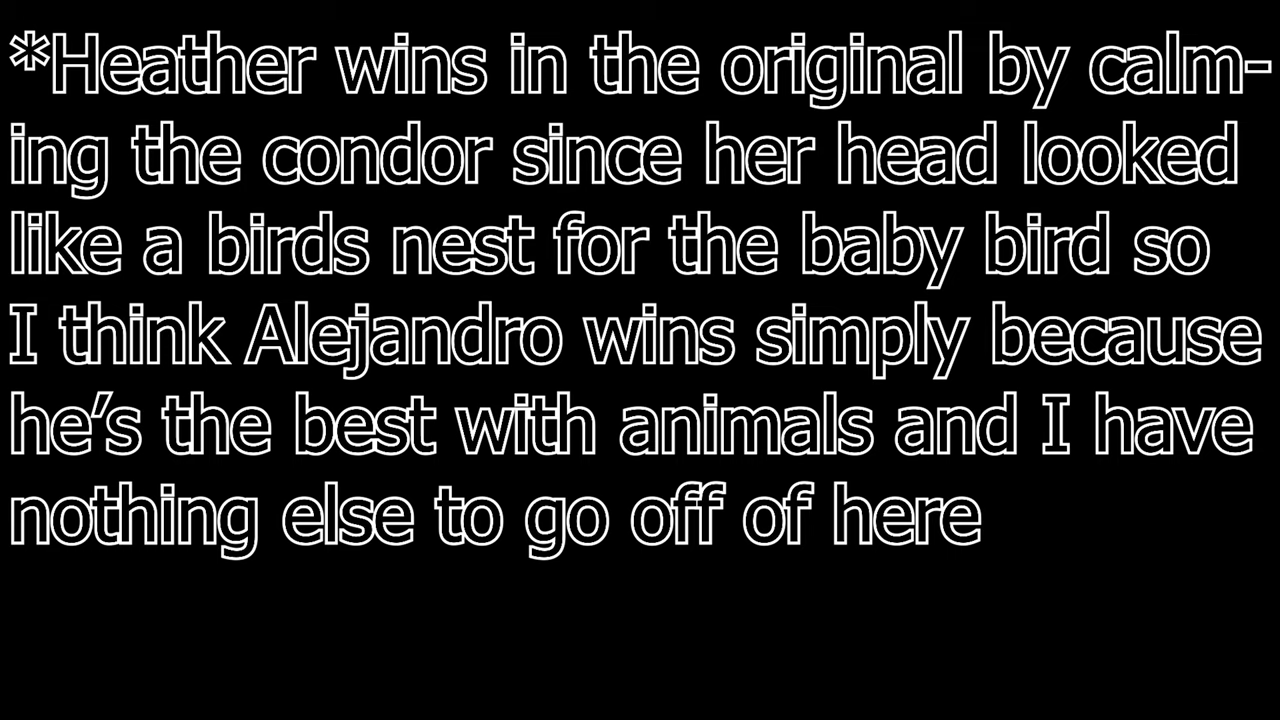 *Heather wins in the original by calm-
ing the condor since her head looked
like a birds nest for the baby bird so
I think Alejandro wins simply because
he’s the best with animals and I have
nothing else to go off of here